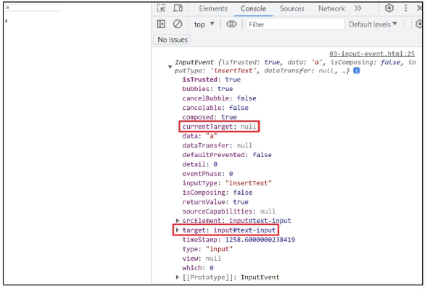 a
Elements Console Sources Network »
top ▼ Filter Default levels ▼
No Issues
03-input-event.html:25
InputEvent {isTrusted: true, data: 'a', isComposing: false, in
putType: 'insertText', dataTransfer: null, …}
isTrusted: true
bubbles: true
cancelBubble: false
cancelable: false
composed: true
currentTarget: null
data: "a"
dataTransfer: null
defaultPrevented: false
detail: 0
eventPhase: 0
inputType: "insertText"
isComposing: false
returnValue: true
sourceCapabilities: null
srcElement: input#text-input
target: input#text-input
timeStamp: 1258.6000000238419
type: "input"
view: null
which: 0
[[Prototype]]: InputEvent